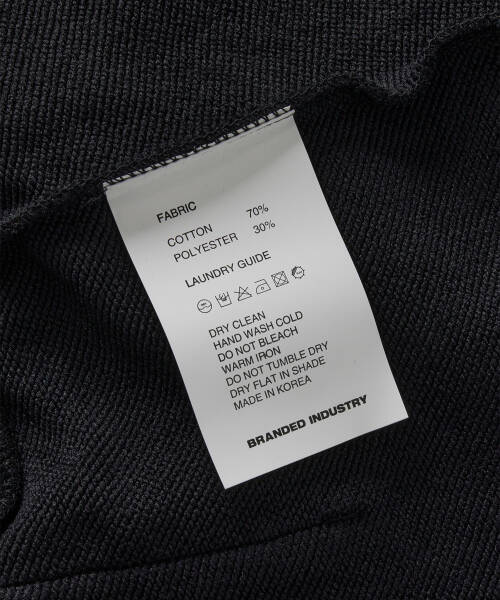 FABRIC
COTTON 70%
POLYESTER 30%
LAUNDRY GUIDE
DRY CLEAN
HAND WASH COLD
DO NOT BLEACH
WARM IRON
DO NOT TUMBLE DRY
DRY FLAT IN SHADE
MADE IN KOREA
BRANDED INDUSTRY